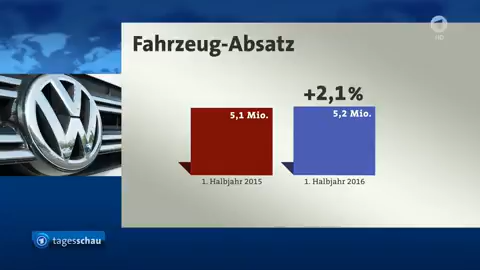 Fahrzeug-Absatz
HD
+2,1%
5,1 Mio.
5,2 Mio.
1. Halbjahr 2015
1. Halbjahr 2016
tagesschau